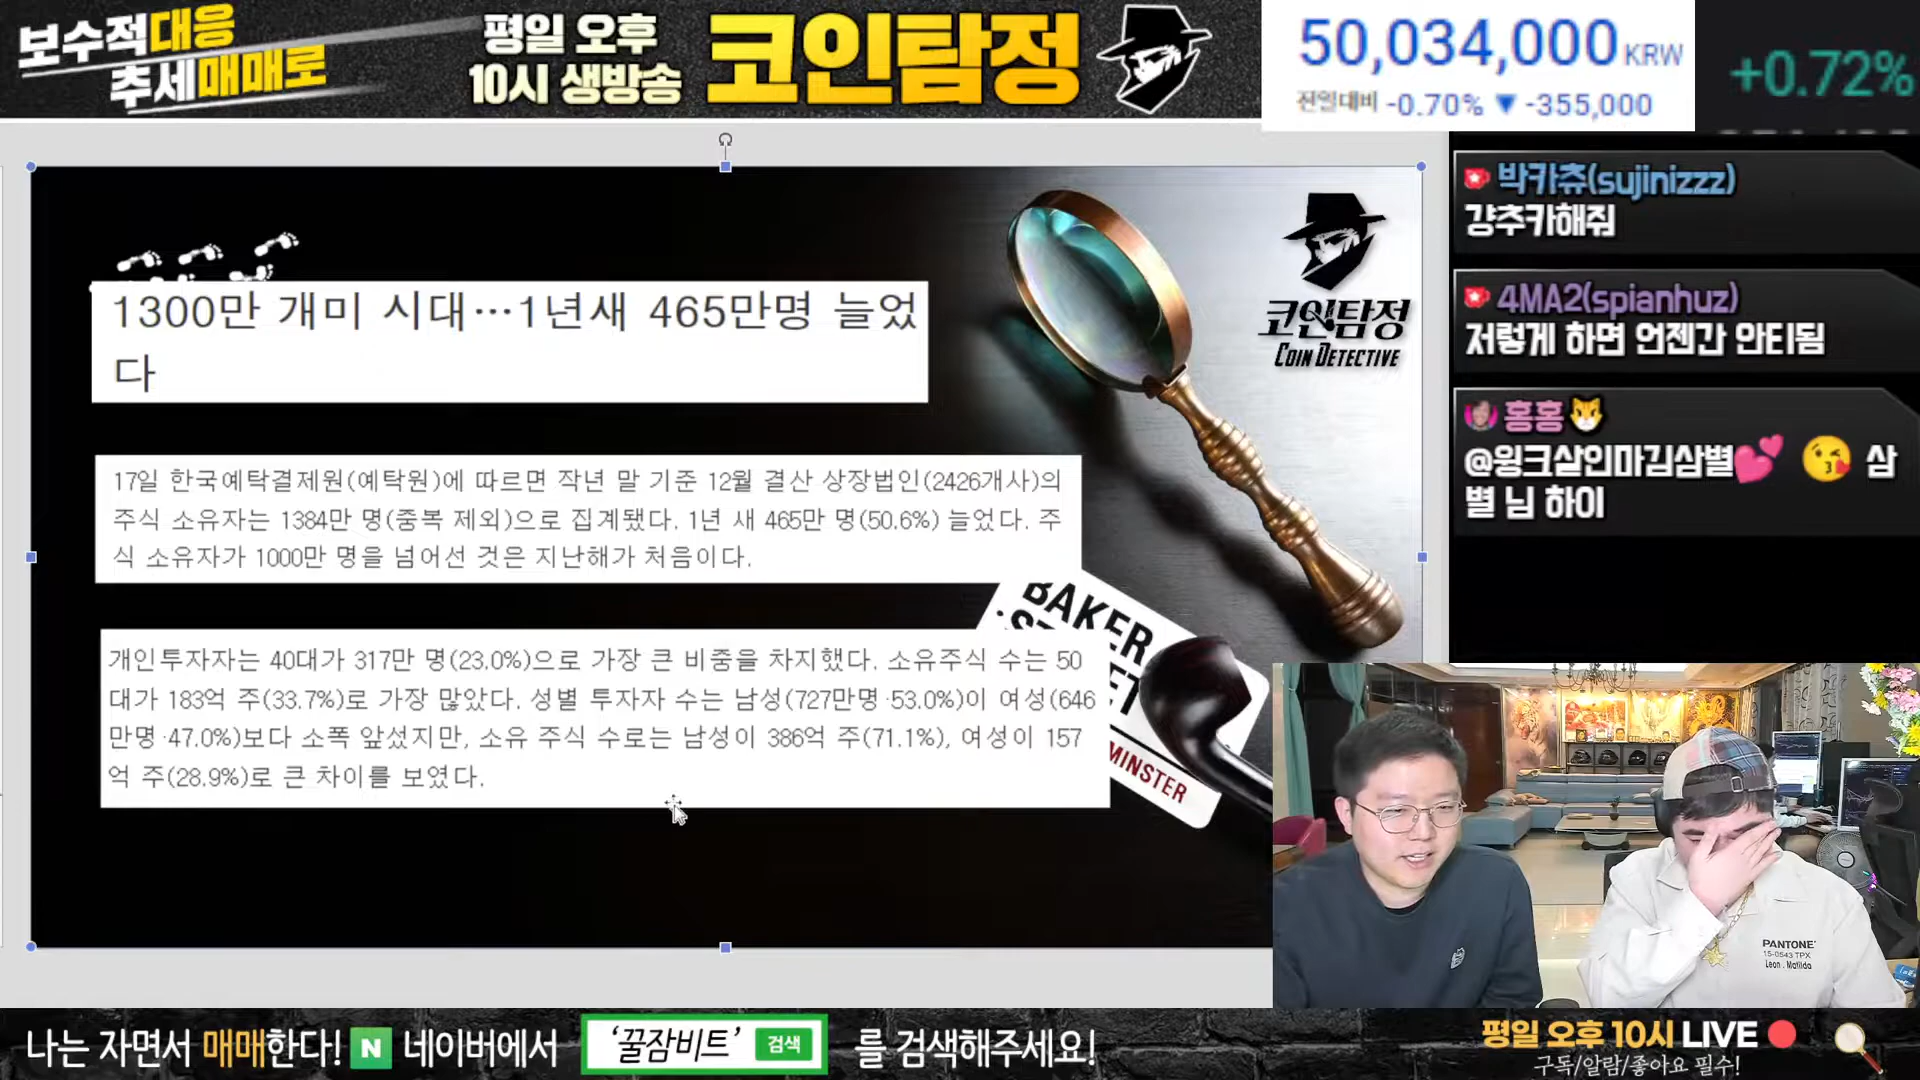 보수적대응
추세매매로
평일 오후
10시 생방송
코인탐정
50,034,000 KRW
전일대비 -0.70% ▼ -355,000
+0.72%
1300만 개미 시대…1년새 465만명 늘었
다
17일 한국예탁결제원(예탁원)에 따르면 작년 말 기준 12월 결산 상장법인(2426개사)의
주식 소유자는 1384만 명(중복 제외)으로 집계됐다. 1년 새 465만 명(50.6%) 늘었다. 주
식 소유자가 1000만 명을 넘어선 것은 지난해가 처음이다.
개인투자자는 40대가 317만 명(23.0%)으로 가장 큰 비중을 차지했다. 소유주식 수는 50
대가 183억 주(33.7%)로 가장 많았다. 성별 투자자 수는 남성(727만명·53.0%)이 여성(646
만명·47.0%)보다 소폭 앞섰지만, 소유 주식 수로는 남성이 386억 주(71.1%), 여성이 157
억 주(28.9%)로 큰 차이를 보였다.
코인탐정
COIN DETECTIVE
BAKER
MINSTER
박카츄(sujinizzz)
걍추카해줘
4MA2(spianhuz)
저렇게 하면 언젠간 안티됨
홍홍🐯
@윙크살인마김삼별💕 😘 삼
별 님 하이
PANTONE
15-0543 TPX
Leon . Matilda
나는 자면서 매매한다! N 네이버에서 '꿀잠비트' 검색 를 검색해주세요!
평일 오후 10시 LIVE
구독/알람/좋아요 필수!